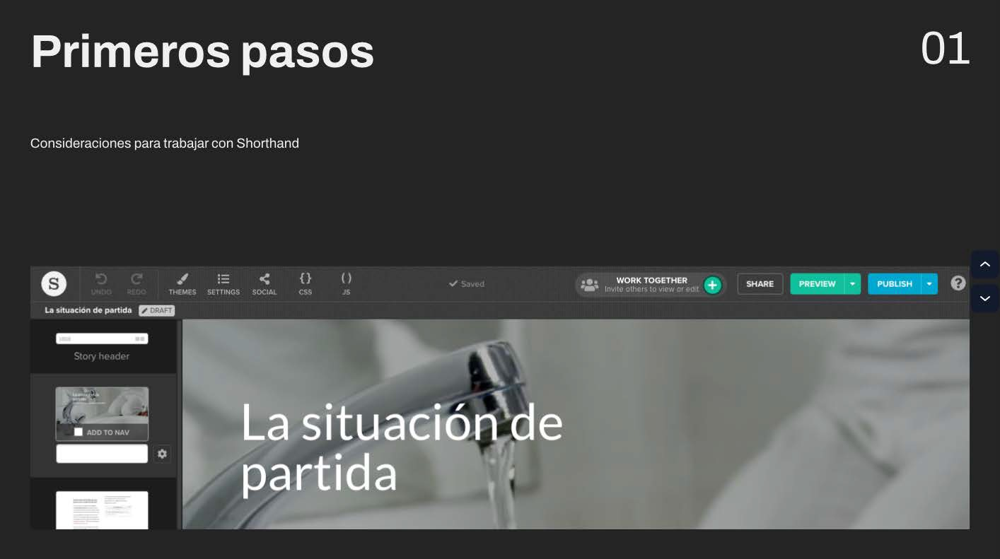 Primeros pasos
01
Consideraciones para trabajar con Shorthand
S
UNDO
REDO
THEMES
SETTINGS
SOCIAL
{}
CSS
()
JS
Saved
WORK TOGETHER
Invite others to view or edit
SHARE
PREVIEW
PUBLISH
?
La situación de partida
DRAFT
Story header
ADD TO NAV
La situación de
partida